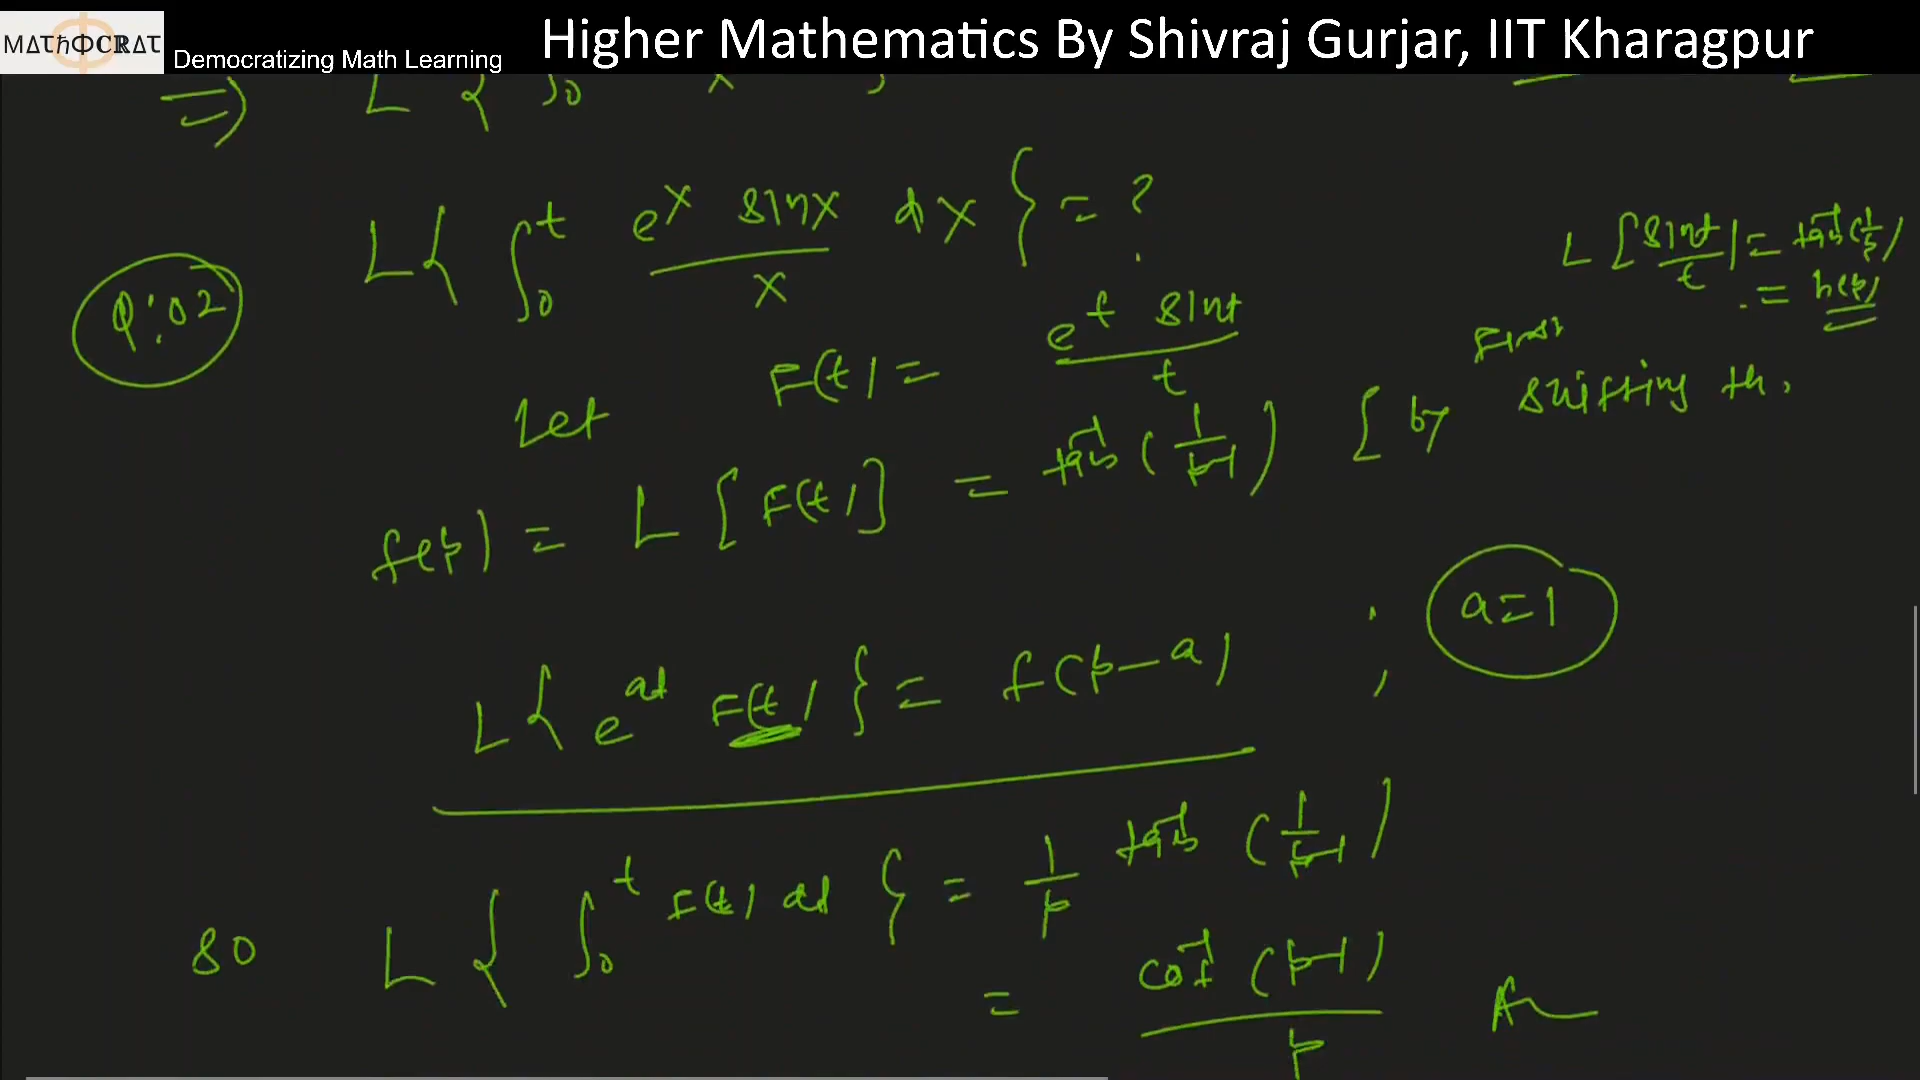 MΔτℏΦCRΔT
Democratizing Math Learning
Higher Mathematics By Shivraj Gurjar, IIT Kharagpur
=) L { ∫₀ x
Q:02
L{ ∫₀ᵗ eˣ sinx / x dx } = ?
L [sint / t] = tan⁻¹(1/p)
= h(p)
Let F(t) = eᵗ sint / t
f(p) = L [F(t)] = tan⁻¹(1/p-1) [by First shifting th.
L{eᵃᵗ F(t)} = f(p-a) ; a=1
so L{ ∫₀ᵗ F(t) dt } = 1/p tan⁻¹(1/p-1)
= cot⁻¹(p-1) / p